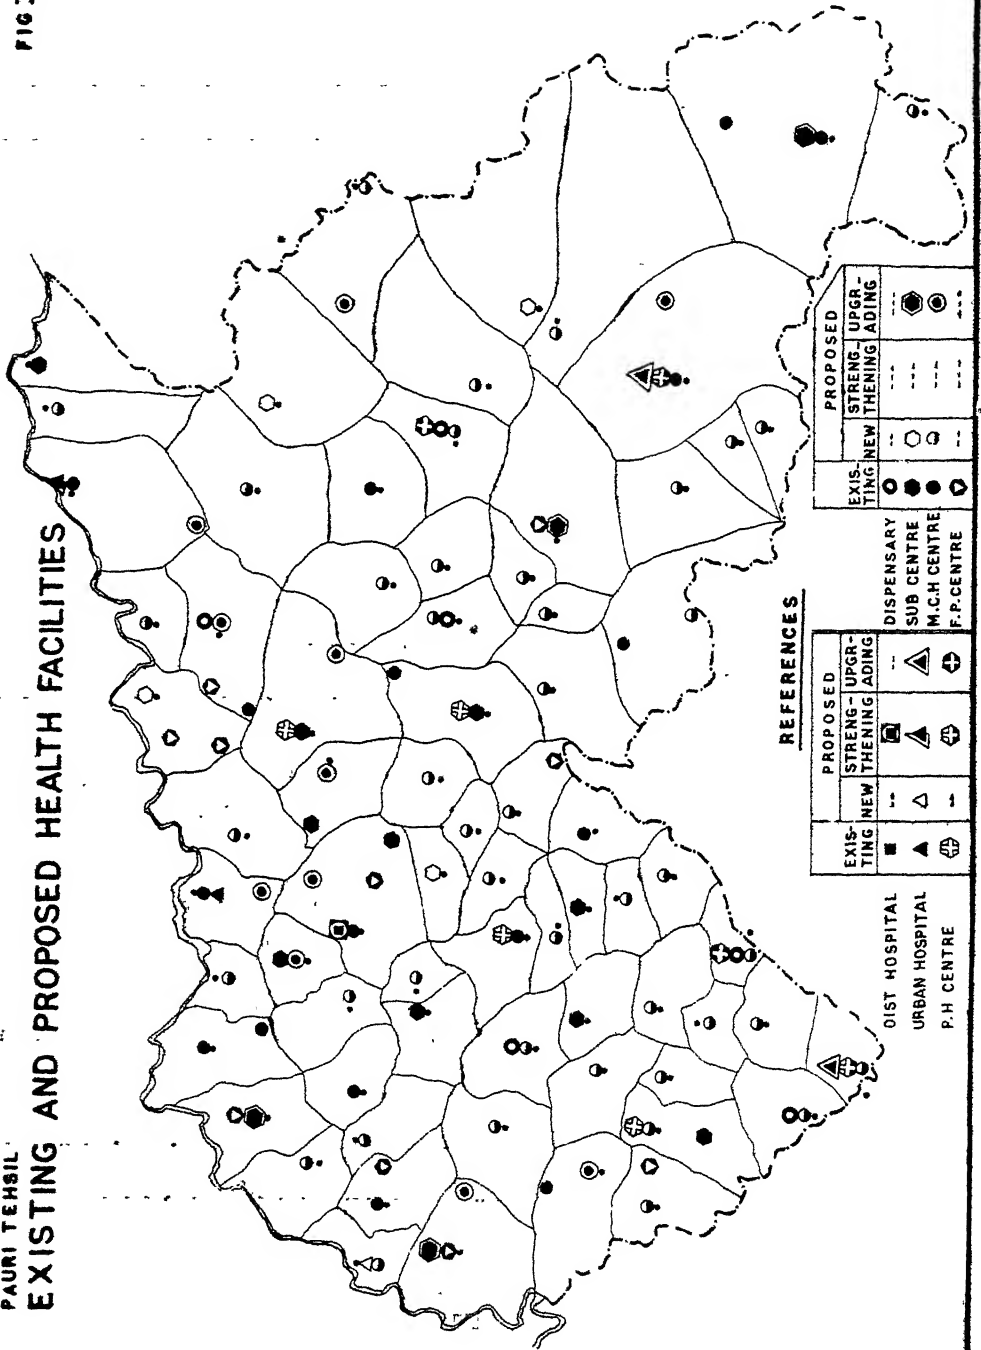 FIG
PAURI TEHSIL
EXISTING AND PROPOSED HEALTH FACILITIES
REFERENCES
EXIS-TING
PROPOSED
NEW
STRENG-THENING
UPGR-ADING
DIST HOSPITAL
URBAN HOSPITAL
P.H CENTRE
EXIS-TING
PROPOSED
NEW
STRENG-THENING
UPGR-ADING
DISPENSARY
SUB CENTRE
M.C.H CENTRE
F.P.CENTRE